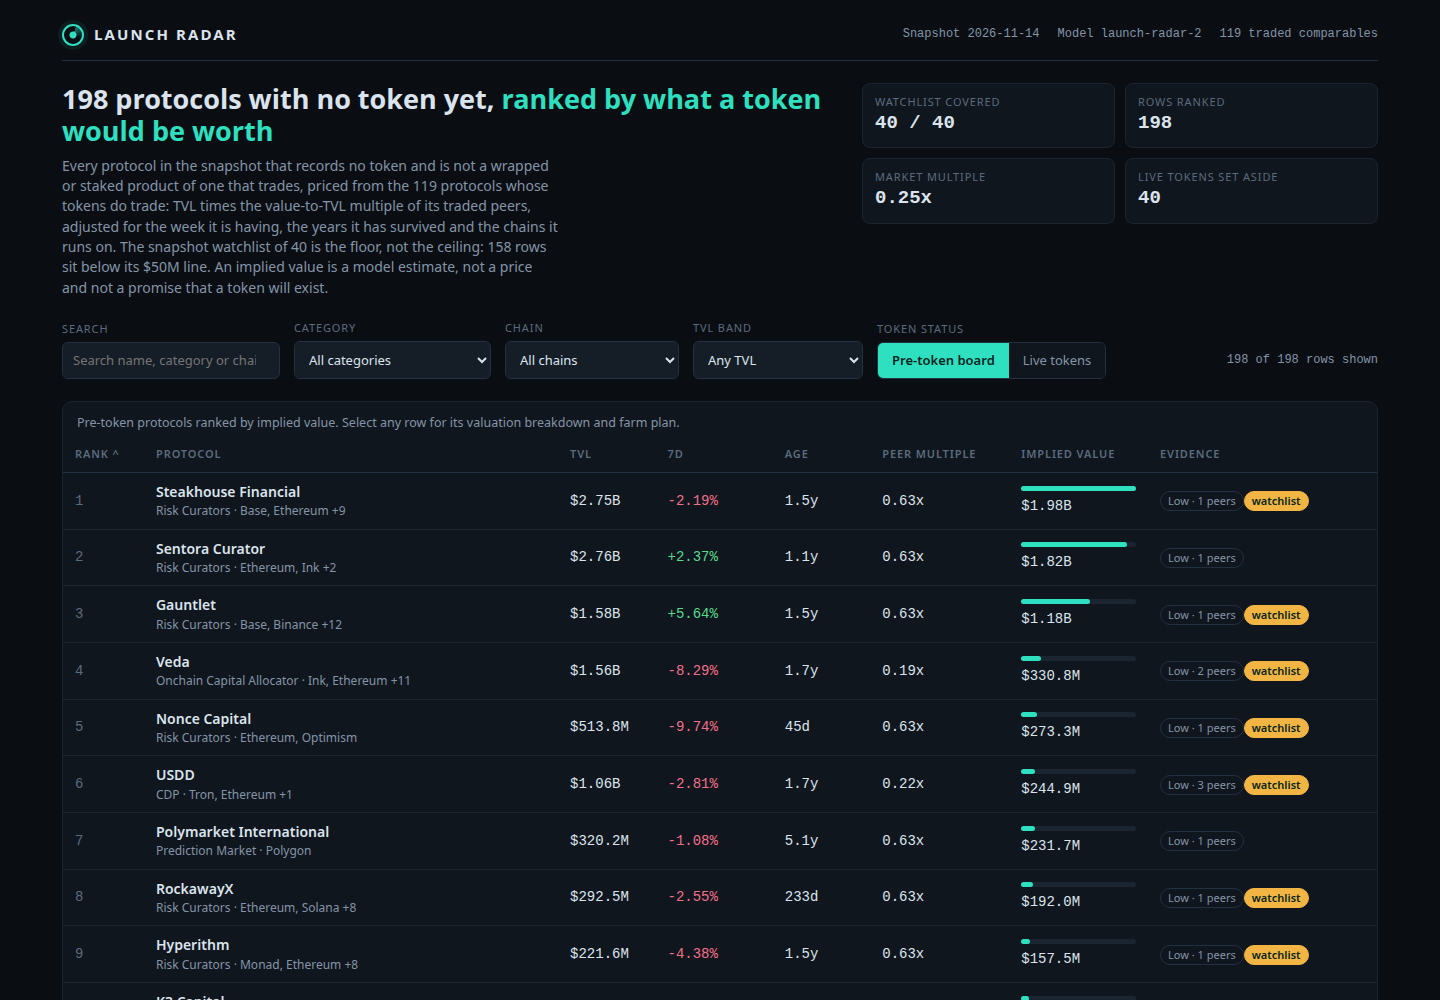 LAUNCH RADAR
Snapshot 2026-11-14 Model launch-radar-2 119 traded comparables
198 protocols with no token yet, ranked by what a token
would be worth
Every protocol in the snapshot that records no token and is not a wrapped
or staked product of one that trades, priced from the 119 protocols whose
tokens do trade: TVL times the value-to-TVL multiple of its traded peers,
adjusted for the week it is having, the years it has survived and the chains it
runs on. The snapshot watchlist of 40 is the floor, not the ceiling: 158 rows
sit below its $50M line. An implied value is a model estimate, not a price
and not a promise that a token will exist.
WATCHLIST COVERED
40 / 40
ROWS RANKED
198
MARKET MULTIPLE
0.25x
LIVE TOKENS SET ASIDE
40
SEARCH
Search name, category or chai
CATEGORY
All categories
CHAIN
All chains
TVL BAND
Any TVL
TOKEN STATUS
Pre-token board Live tokens
198 of 198 rows shown
Pre-token protocols ranked by implied value. Select any row for its valuation breakdown and farm plan.
RANK ^ PROTOCOL TVL 7D AGE PEER MULTIPLE IMPLIED VALUE EVIDENCE
1 Steakhouse Financial $2.75B -2.19% 1.5y 0.63x $1.98B Low · 1 peers watchlist
Risk Curators · Base, Ethereum +9
2 Sentora Curator $2.76B +2.37% 1.1y 0.63x $1.82B Low · 1 peers
Risk Curators · Ethereum, Ink +2
3 Gauntlet $1.58B +5.64% 1.5y 0.63x $1.18B Low · 1 peers watchlist
Risk Curators · Base, Binance +12
4 Veda $1.56B -8.29% 1.7y 0.19x $330.8M Low · 2 peers watchlist
Onchain Capital Allocator · Ink, Ethereum +11
5 Nonce Capital $513.8M -9.74% 45d 0.63x $273.3M Low · 1 peers watchlist
Risk Curators · Ethereum, Optimism
6 USDD $1.06B -2.81% 1.7y 0.22x $244.9M Low · 3 peers watchlist
CDP · Tron, Ethereum +1
7 Polymarket International $320.2M -1.08% 5.1y 0.63x $231.7M Low · 1 peers
Prediction Market · Polygon
8 RockawayX $292.5M -2.55% 233d 0.63x $192.0M Low · 1 peers watchlist
Risk Curators · Ethereum, Solana +8
9 Hyperithm $221.6M -4.38% 1.5y 0.63x $157.5M Low · 1 peers watchlist
Risk Curators · Monad, Ethereum +8